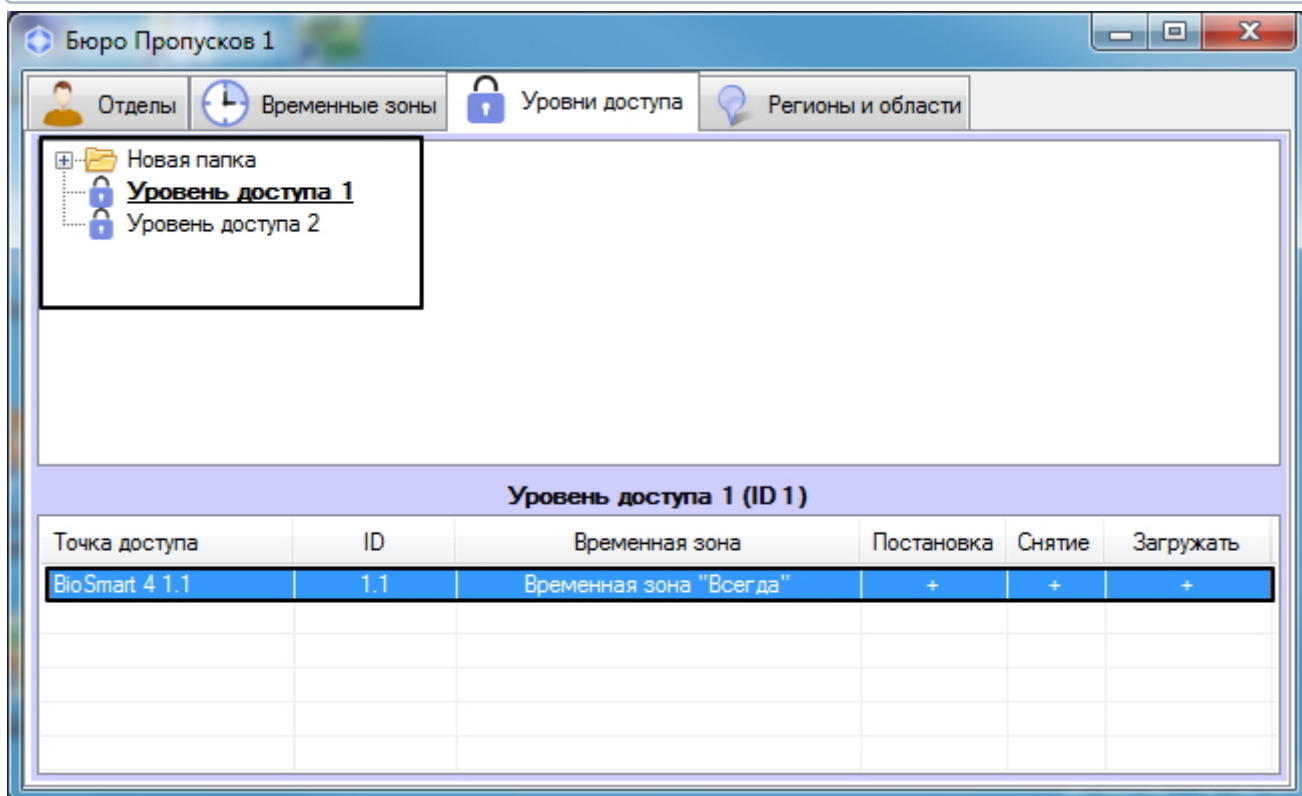 Бюро Пропусков 1
Отделы Временные зоны Уровни доступа Регионы и области
Новая папка
Уровень доступа 1
Уровень доступа 2
Уровень доступа 1 (ID 1)
Точка доступа ID Временная зона Постановка Снятие Загружать
BioSmart 4 1.1 1.1 Временная зона "Всегда" + + +